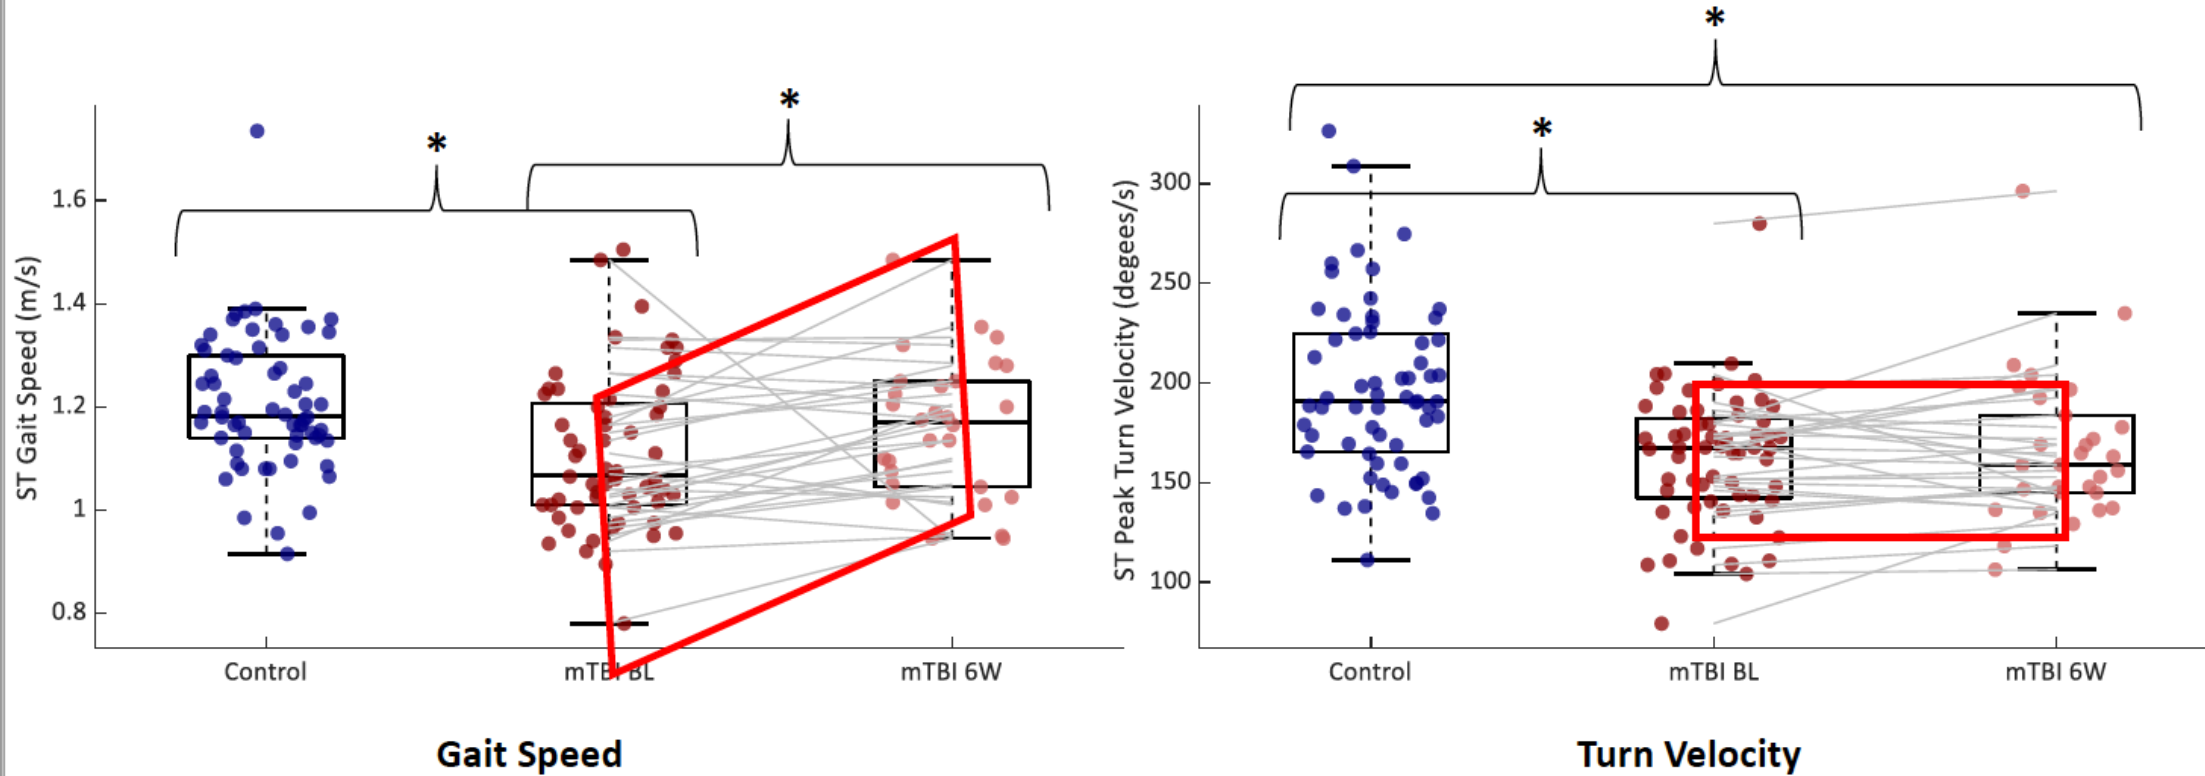 *
*
*
*
ST Gait Speed (m/s)
1.6
1.4
1.2
1
0.8
Control
mTBI BL
mTBI 6W
Gait Speed
ST Peak Turn Velocity (degees/s)
300
250
200
150
100
Control
mTBI BL
mTBI 6W
Turn Velocity